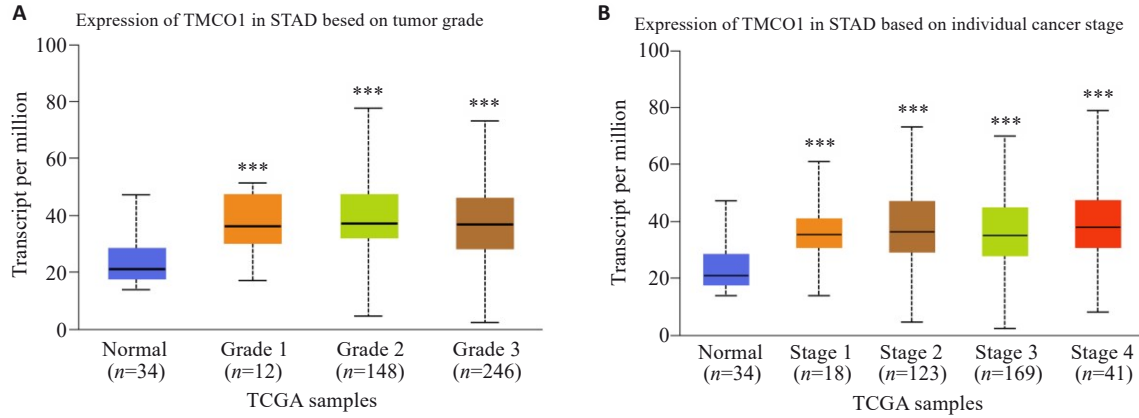 A
Expression of TMCO1 in STAD besed on tumor grade
100
80
60
40
20
0
Transcript per million
***
***
***
Normal
(n=34)
Grade 1
(n=12)
Grade 2
(n=148)
Grade 3
(n=246)
TCGA samples
B
Expression of TMCO1 in STAD based on individual cancer stage
100
80
60
40
20
0
Transcript per million
***
***
***
***
Normal
(n=34)
Stage 1
(n=18)
Stage 2
(n=123)
Stage 3
(n=169)
Stage 4
(n=41)
TCGA samples